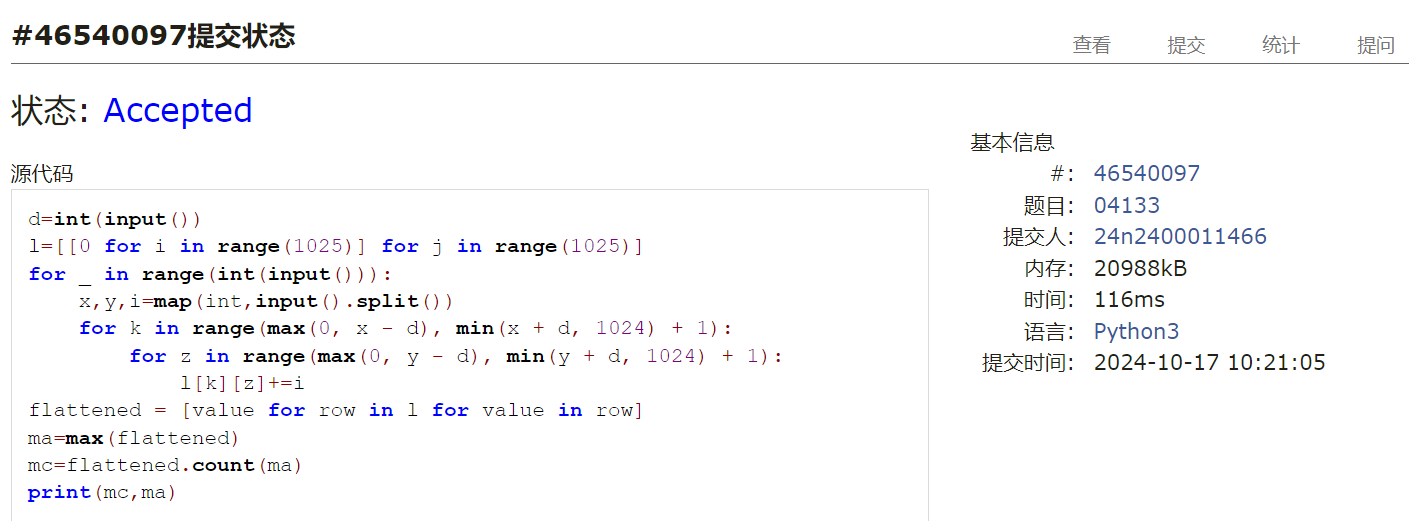 #46540097提交状态
查看 提交 统计 提问
状态: Accepted
源代码
d=int(input())
l=[[0 for i in range(1025)] for j in range(1025)]
for _ in range(int(input())):
    x,y,i=map(int,input().split())
    for k in range(max(0, x - d), min(x + d, 1024) + 1):
        for z in range(max(0, y - d), min(y + d, 1024) + 1):
            l[k][z]+=i
flattened = [value for row in l for value in row]
ma=max(flattened)
mc=flattened.count(ma)
print(mc,ma)
基本信息
#: 46540097
题目: 04133
提交人: 24n2400011466
内存: 20988kB
时间: 116ms
语言: Python3
提交时间: 2024-10-17 10:21:05